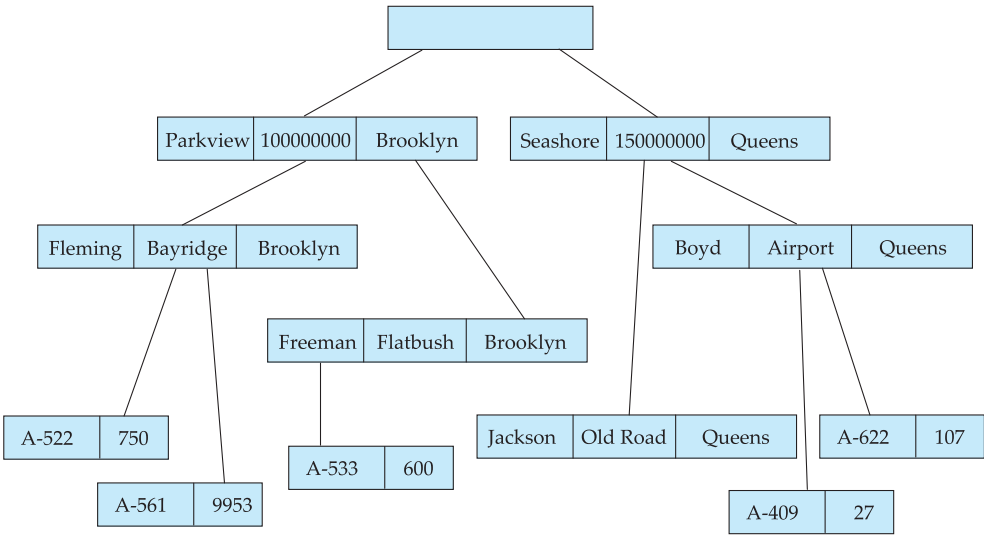 Parkview 100000000 Brooklyn
Seashore 150000000 Queens
Fleming Bayridge Brooklyn
Boyd Airport Queens
Freeman Flatbush Brooklyn
A-522 750
Jackson Old Road Queens
A-622 107
A-533 600
A-561 9953
A-409 27